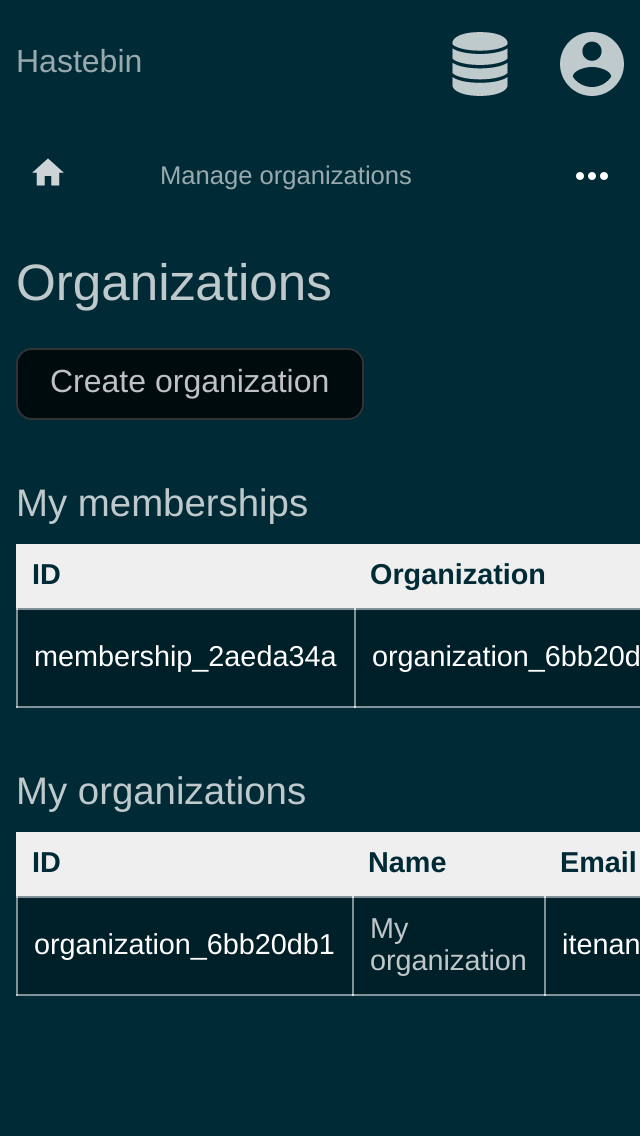 Hastebin
Manage organizations
Organizations
Create organization
My memberships
ID Organization
membership_2aeda34a organization_6bb20d
My organizations
ID Name Email
organization_6bb20db1 My organization itenan